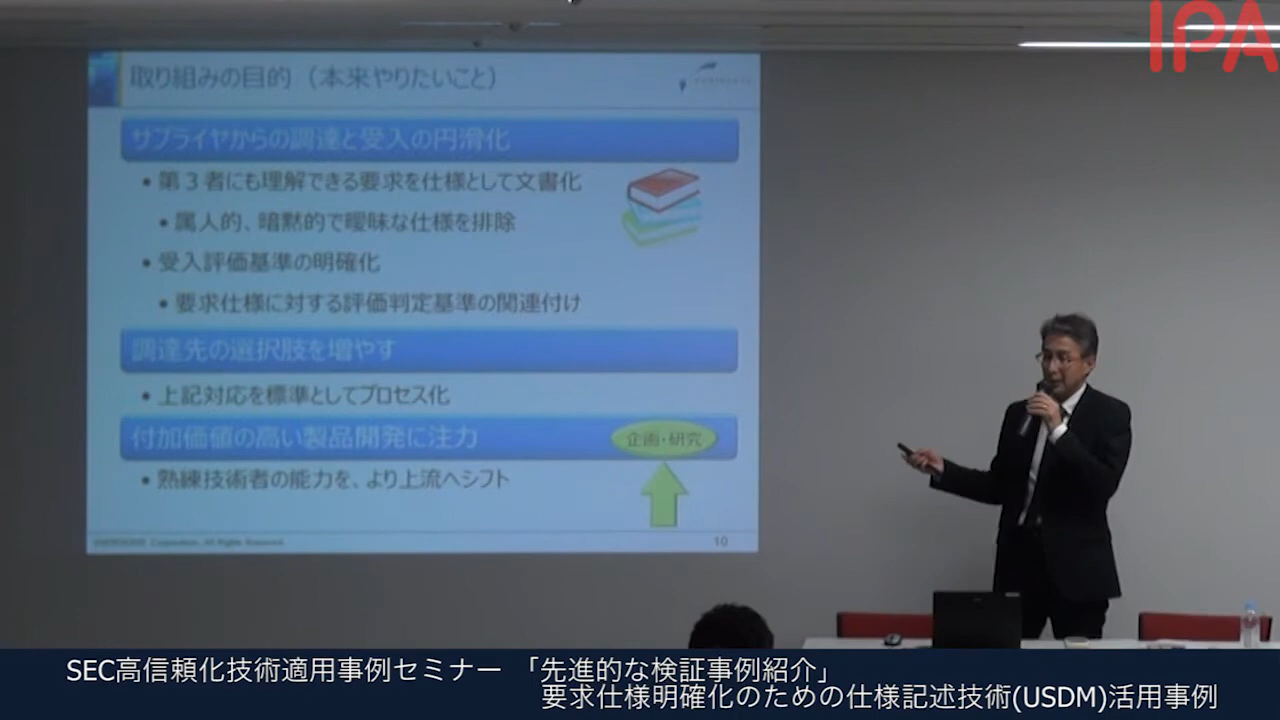 IPA
取り組みの目的（本来やりたいこと）
サプライヤからの調達と受入の円滑化
• 第３者にも理解できる要求を仕様として文書化
• 属人的、暗黙的で曖昧な仕様を排除
• 受入評価基準の明確化
• 要求仕様に対する評価判定基準の関連付け
調達先の選択肢を増やす
• 上記対応を標準としてプロセス化
付加価値の高い製品開発に注力
企画・研究
• 熟練技術者の能力を、より上流へシフト
Corporation. All Rights Reserved.
10
SEC高信頼化技術適用事例セミナー 「先進的な検証事例紹介」
要求仕様明確化のための仕様記述技術(USDM)活用事例